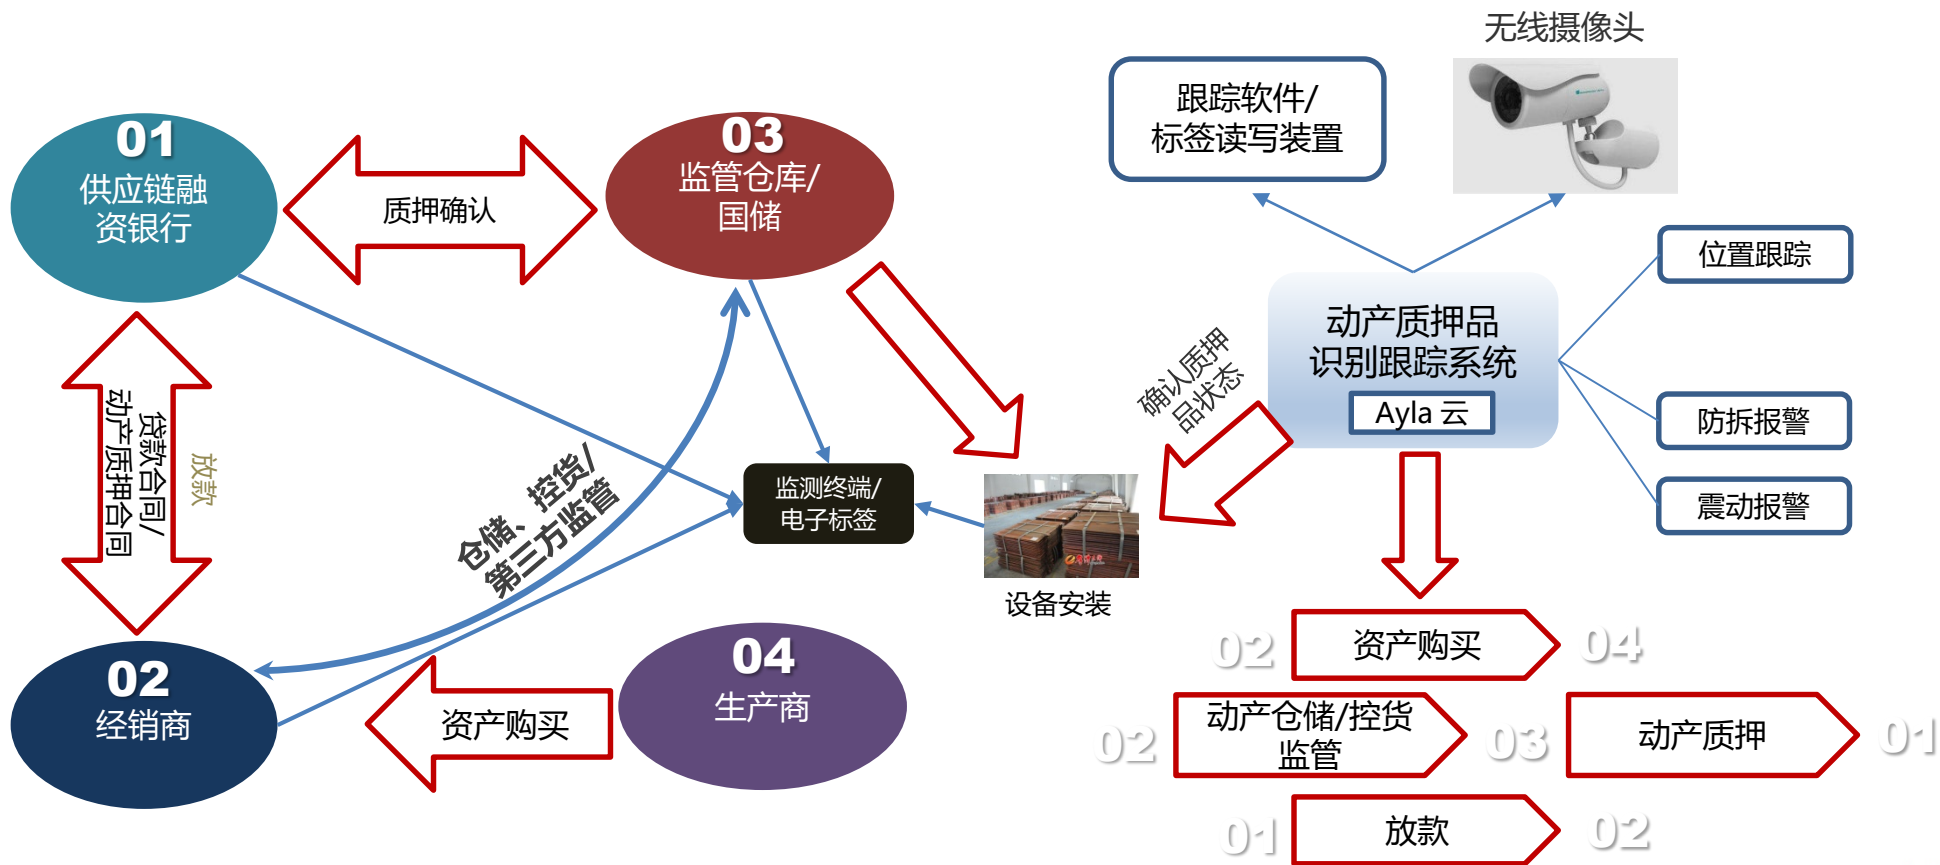 无线摄像头
跟踪软件/
标签读写装置
01
供应链融
资银行
质押确认
03
监管仓库/
国储
位置跟踪
动产质押品
识别跟踪系统
Ayla 云
确认质押
品状态
防拆报警
震动报警
贷款合同/
动产质押合同
放款
仓储、控货/
第三方监管
监测终端/
电子标签
设备安装
02
经销商
资产购买
04
生产商
02
资产购买
04
02
动产仓储/控货
监管
03
动产质押
01
01
放款
02